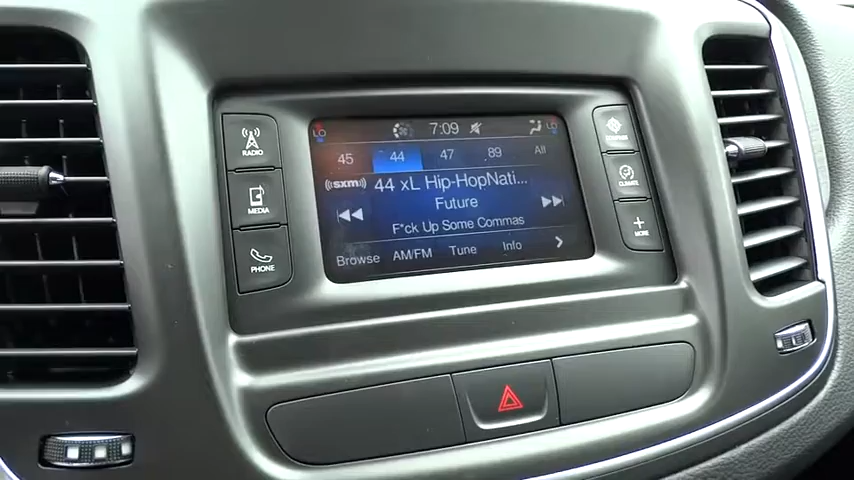 LO 7:09 LO
45 44 47 89 All
((sxm)) 44 xL Hip-HopNati...
Future
F*ck Up Some Commas
Browse AM/FM Tune Info
RADIO
MEDIA
PHONE
CLIMATE
MORE